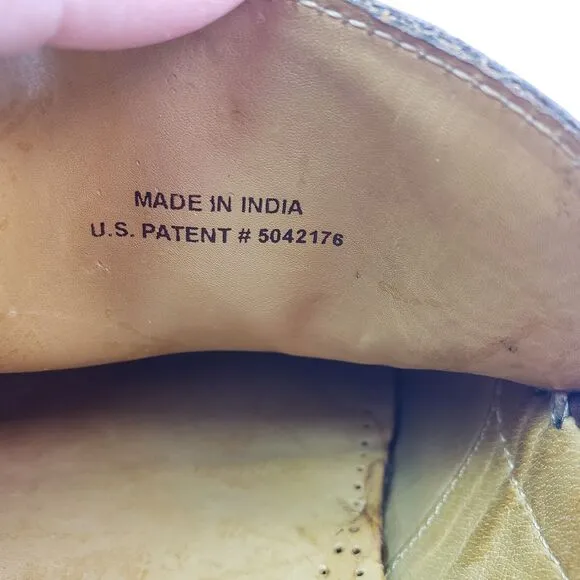 MADE IN INDIA
U.S. PATENT # 5042176